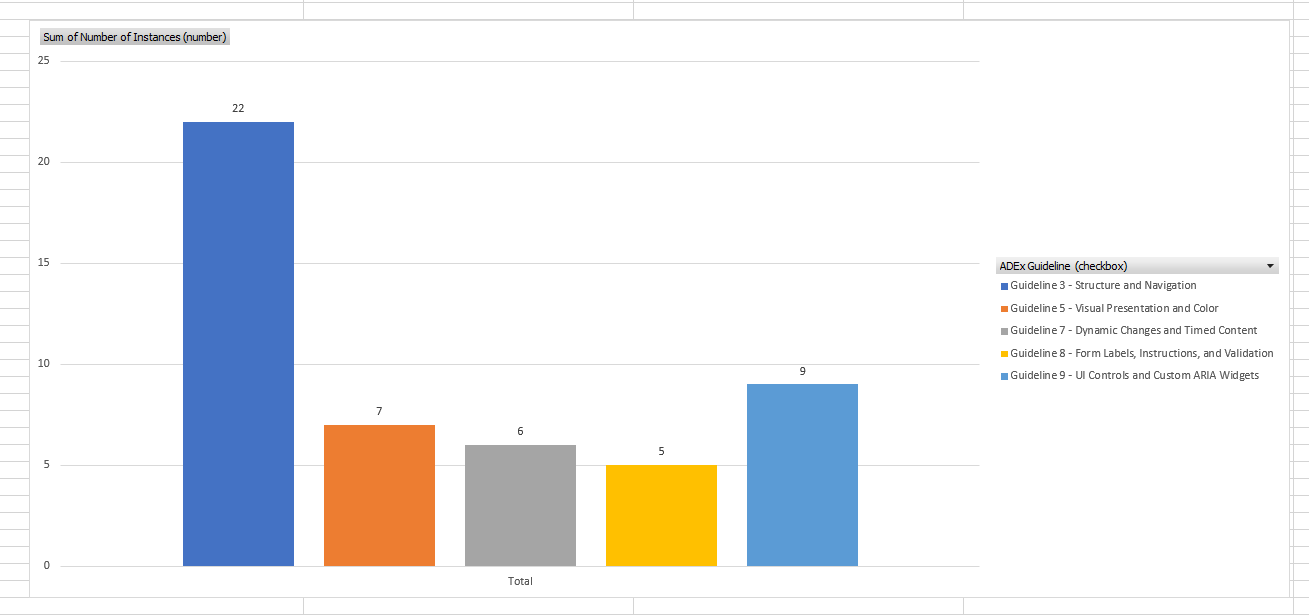 Sum of Number of Instances (number)
25
22
20
15
ADEx Guideline (checkbox)
Guideline 3 - Structure and Navigation
Guideline 5 - Visual Presentation and Color
Guideline 7 - Dynamic Changes and Timed Content
Guideline 8 - Form Labels, Instructions, and Validation
Guideline 9 - UI Controls and Custom ARIA Widgets
10
9
7
6
5
5
0
Total